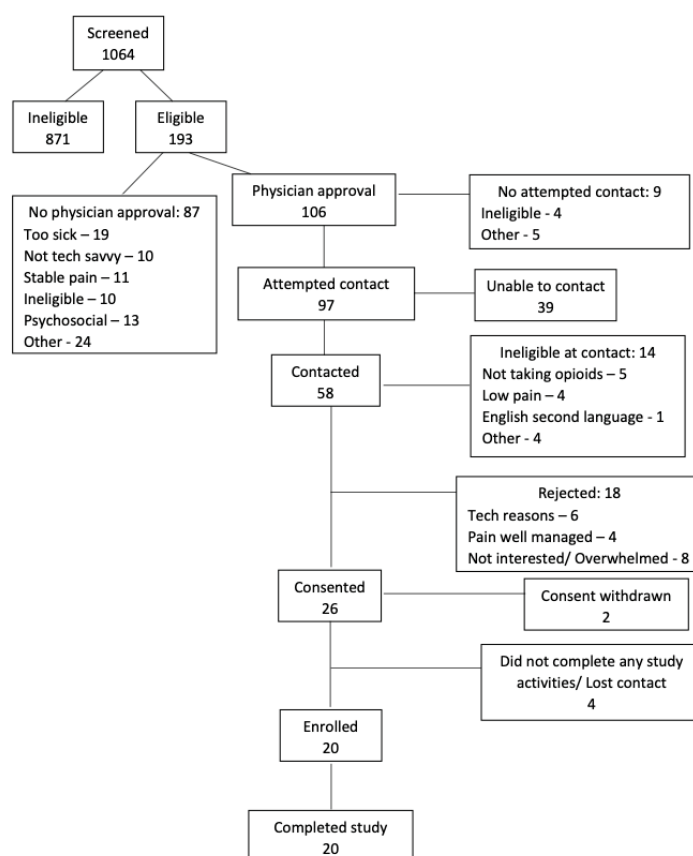 Screened
1064
Ineligible
871
Eligible
193
No physician approval: 87
Too sick – 19
Not tech savvy – 10
Stable pain – 11
Ineligible – 10
Psychosocial – 13
Other - 24
Physician approval
106
No attempted contact: 9
Ineligible - 4
Other - 5
Attempted contact
97
Unable to contact
39
Contacted
58
Ineligible at contact: 14
Not taking opioids – 5
Low pain – 4
English second language - 1
Other - 4
Rejected: 18
Tech reasons – 6
Pain well managed – 4
Not interested/ Overwhelmed - 8
Consented
26
Consent withdrawn
2
Did not complete any study
activities/ Lost contact
4
Enrolled
20
Completed study
20